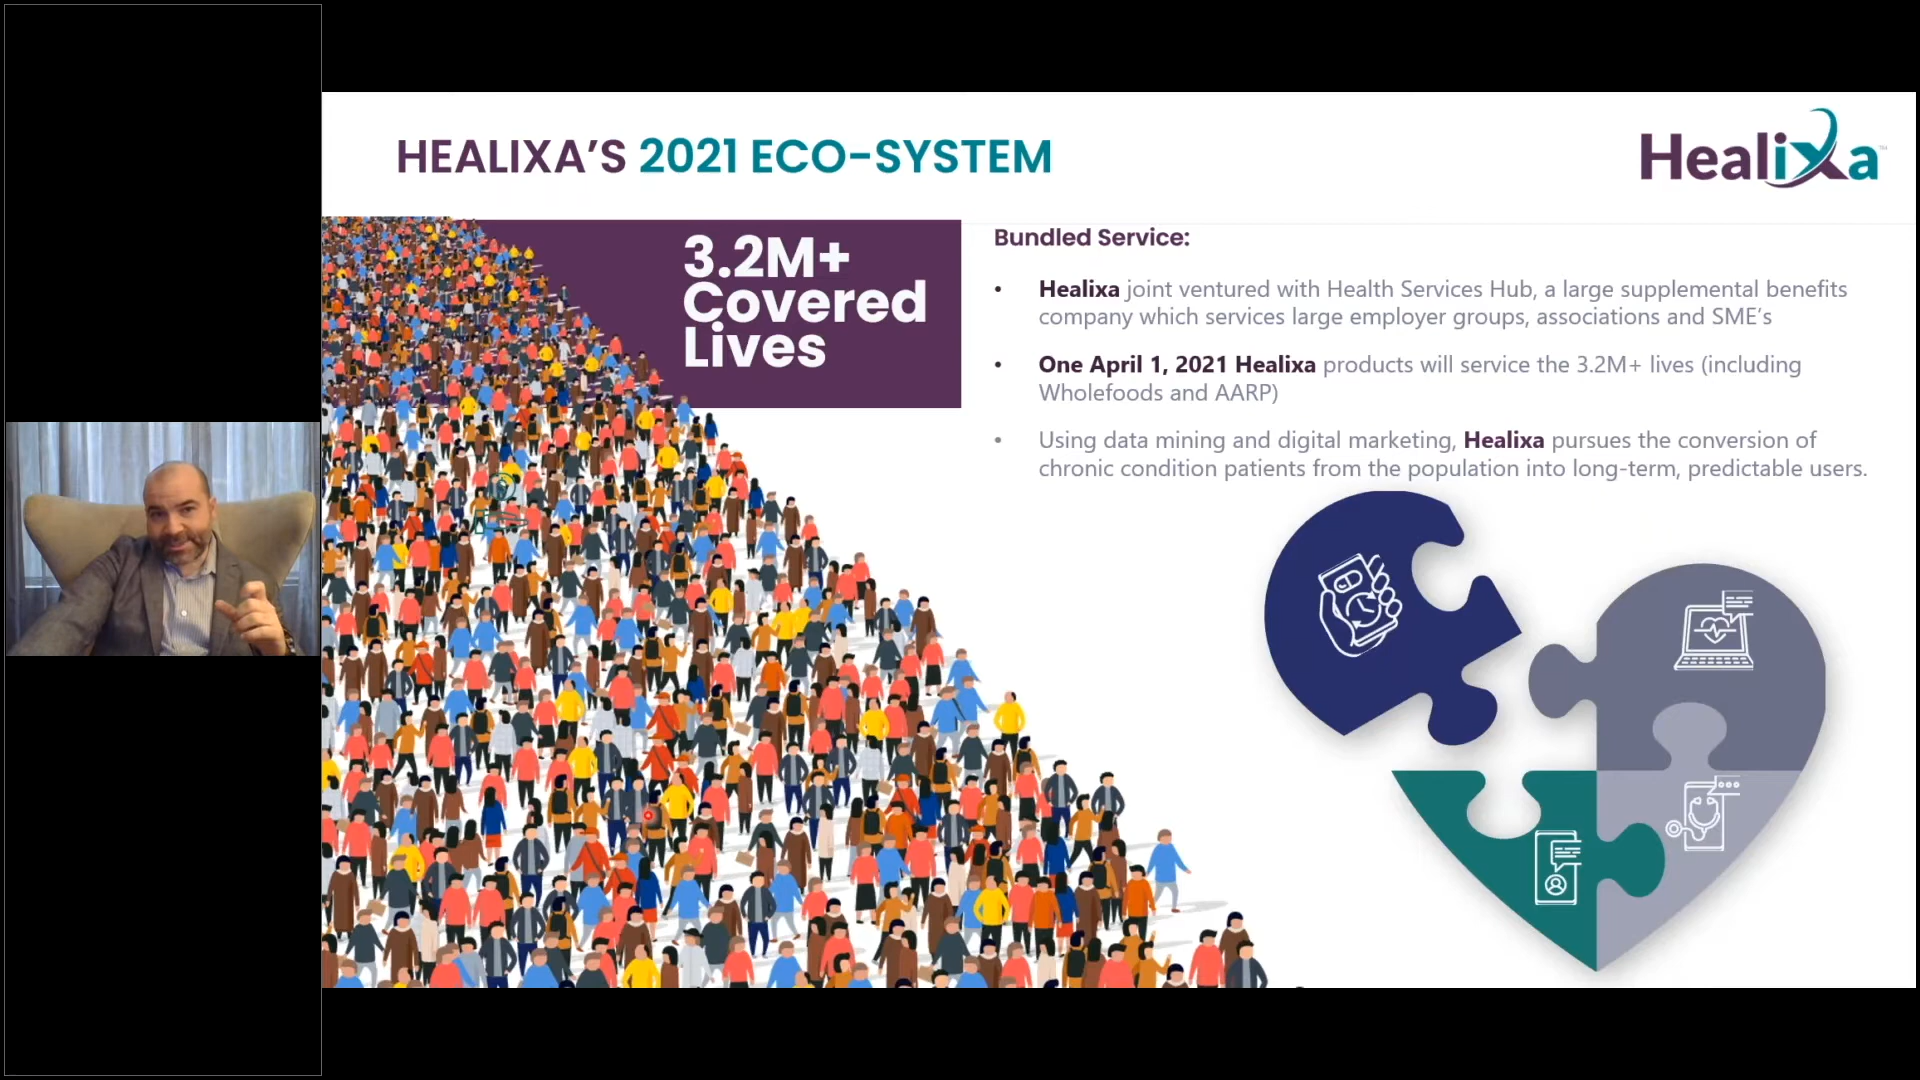 HEALIXA'S 2021 ECO-SYSTEM
Healixa™
3.2M+
Covered
Lives
Bundled Service:
• Healixa joint ventured with Health Services Hub, a large supplemental benefits
company which services large employer groups, associations and SME's
• One April 1, 2021 Healixa products will service the 3.2M+ lives (including
Wholefoods and AARP)
• Using data mining and digital marketing, Healixa pursues the conversion of
chronic condition patients from the population into long-term, predictable users.